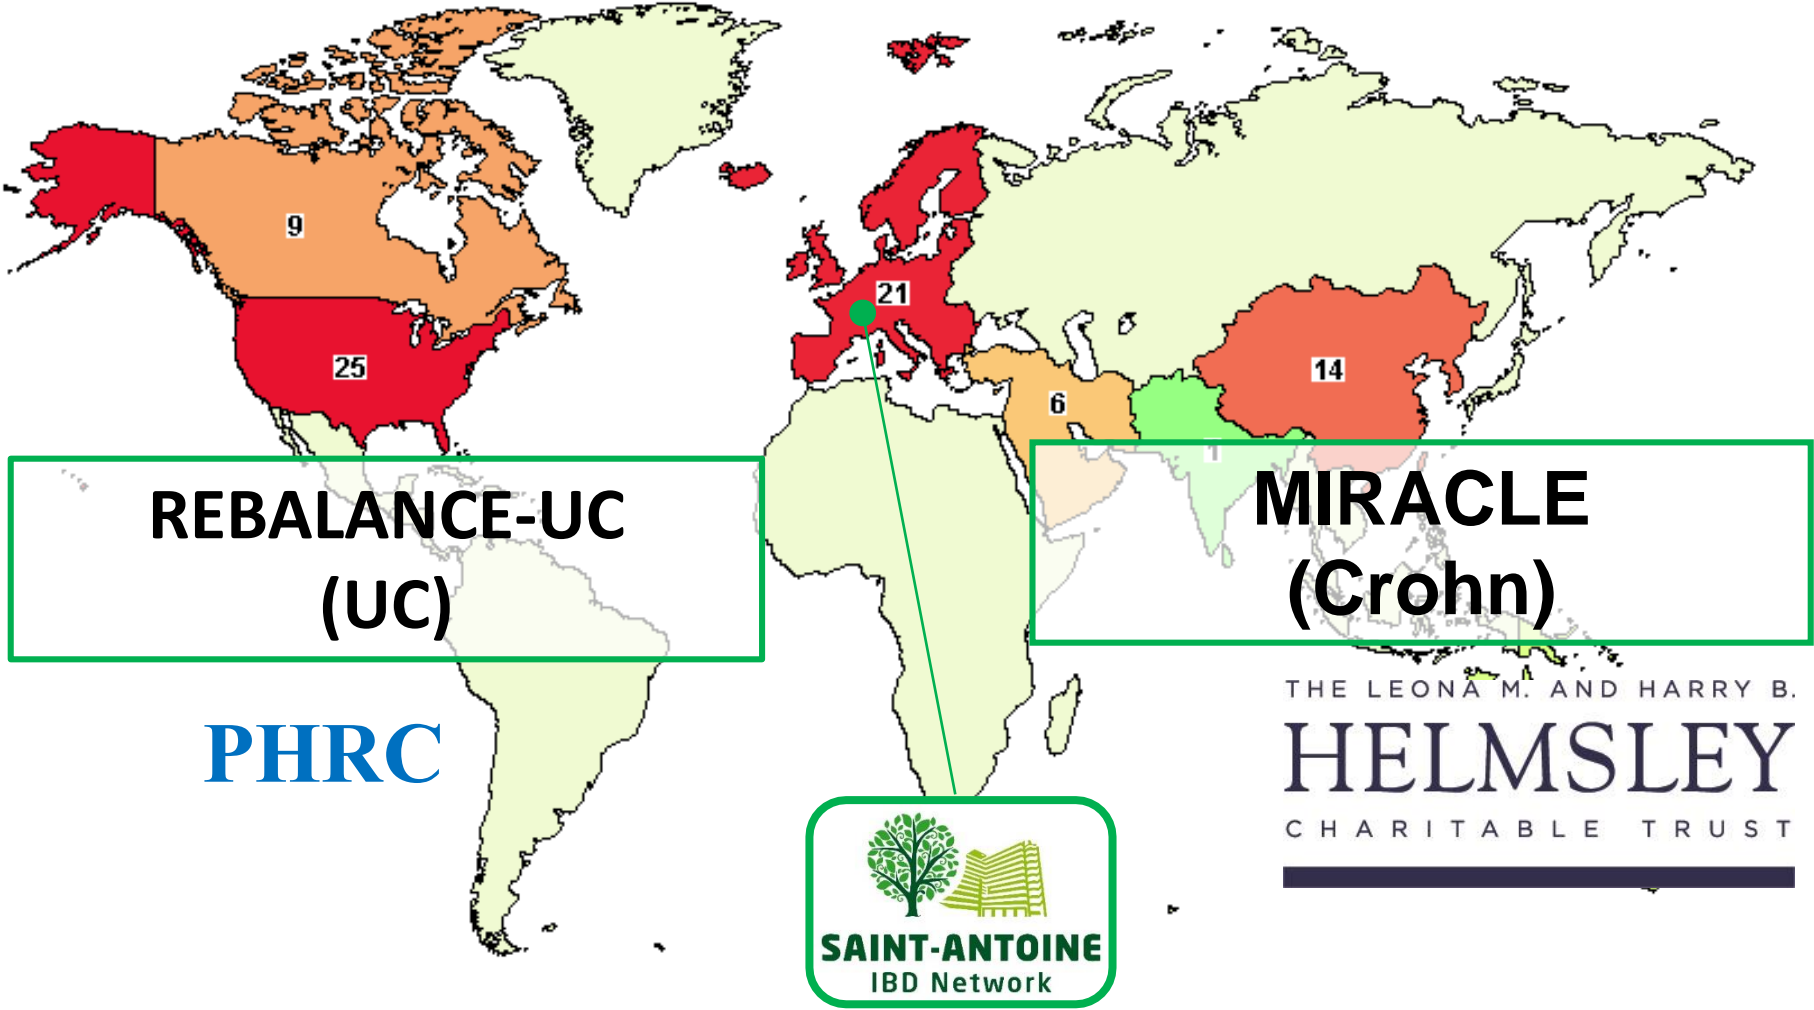 9
21
25
14
6
1
REBALANCE-UC
(UC)
MIRACLE
(Crohn)
PHRC
THE LEONA M. AND HARRY B.
HELMSLEY
CHARITABLE TRUST
SAINT-ANTOINE
IBD Network